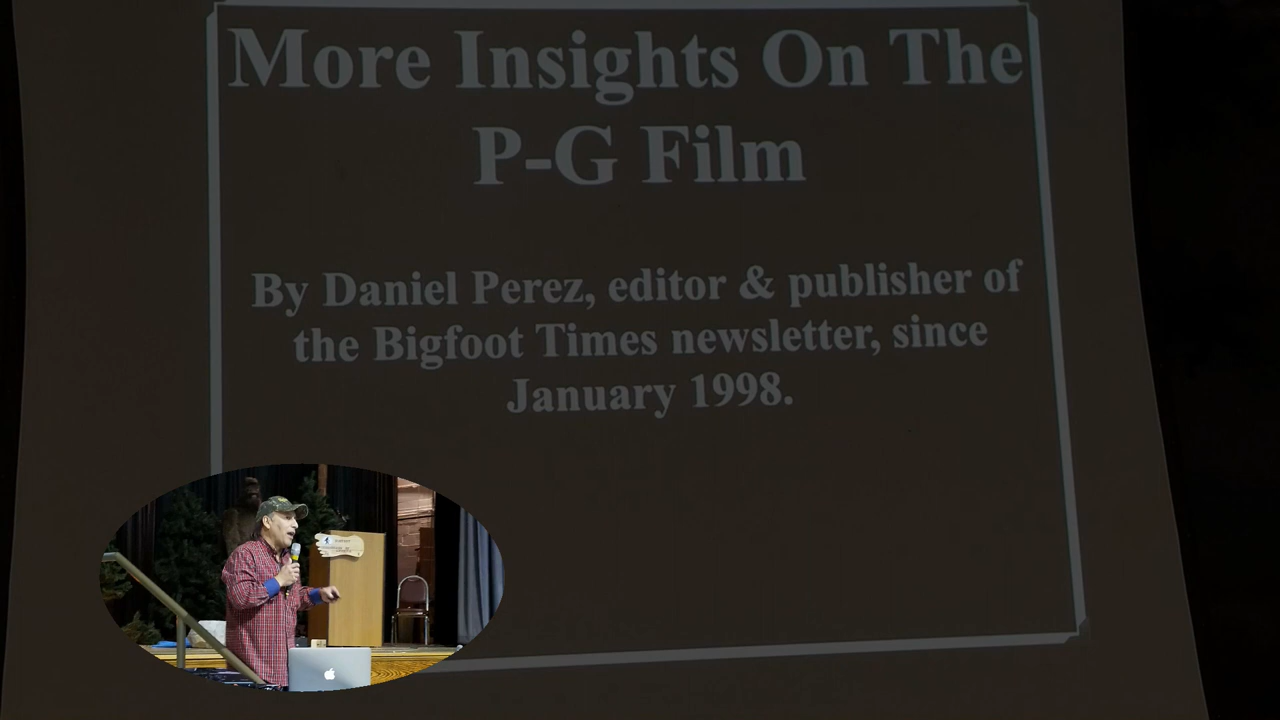 More Insights On The
P-G Film
By Daniel Perez, editor & publisher of
the Bigfoot Times newsletter, since
January 1998.